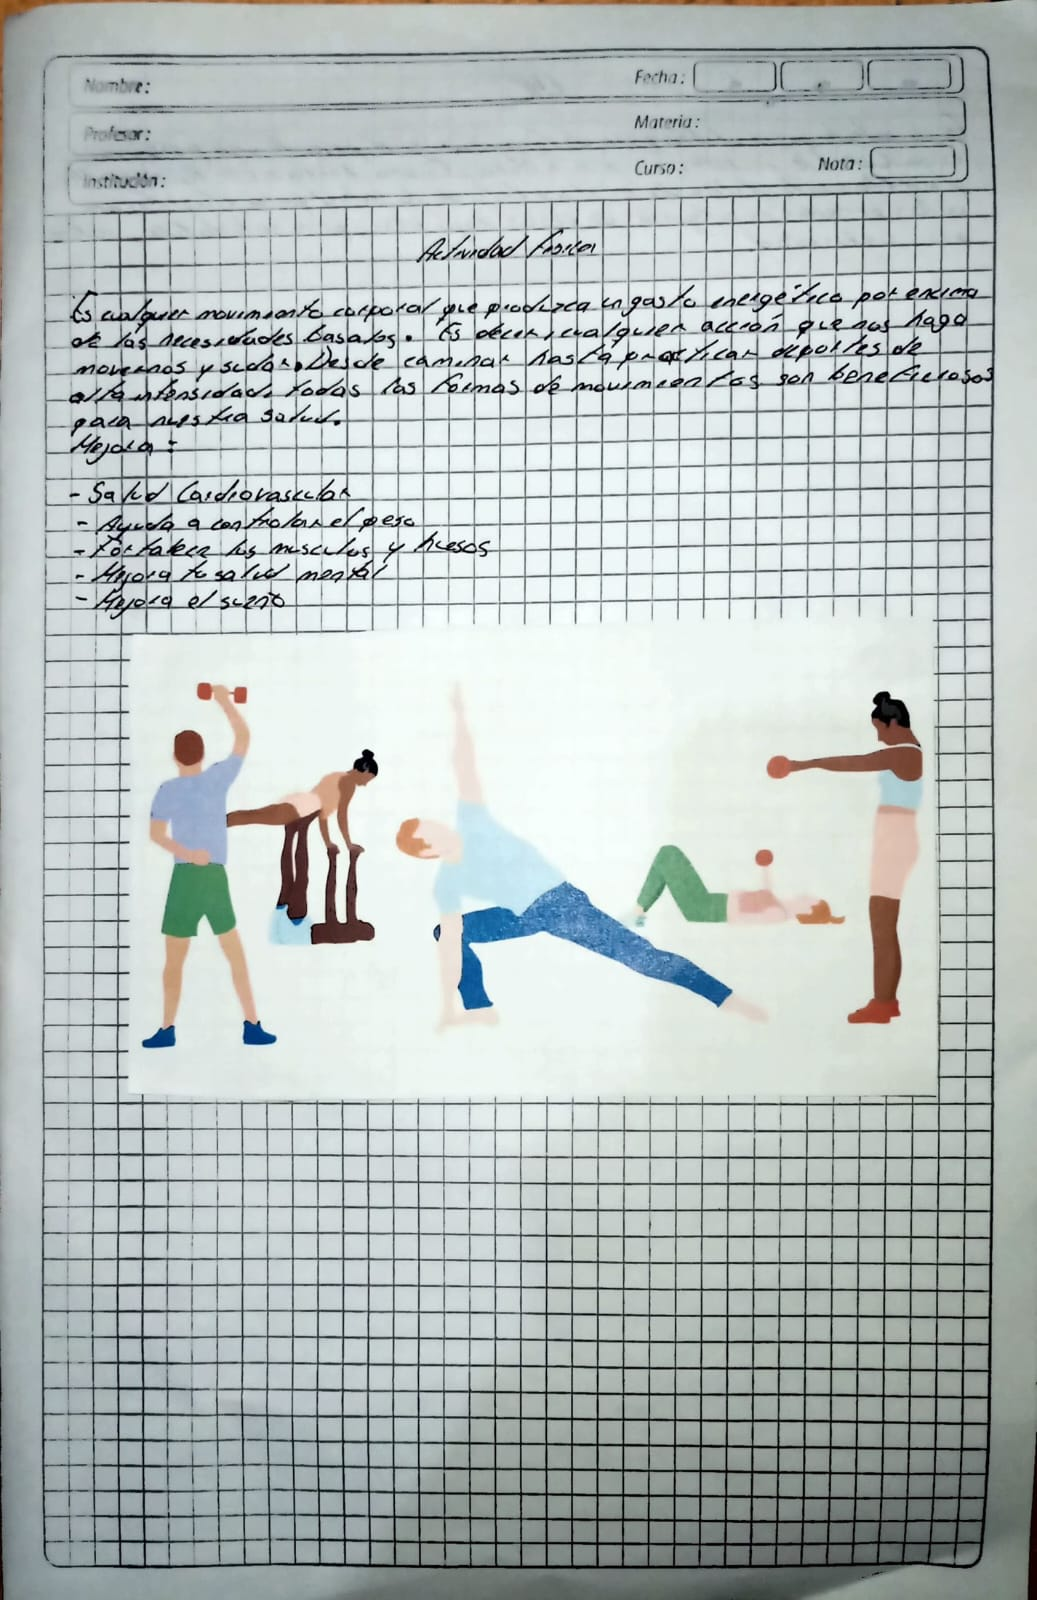 Nombre:
Fecha:
Profesor:
Materia:
Institución:
Curso:
Nota:
Actividad Física
Es cualquier movimiento corporal que produzca un gasto energético por encima
de las necesidades basales. Es decir, cualquier acción que nos haga
movernos y sudar. Desde caminar hasta practicar deportes de
alta intensidad, todas las formas de movimientos son beneficiosos
para nuestra salud.
Mejora:
- Salud Cardiovascular
- Ayuda a controlar el peso
- Fortalece los musculos y huesos
- Mejora tu salud mental
- Mejora el sueño